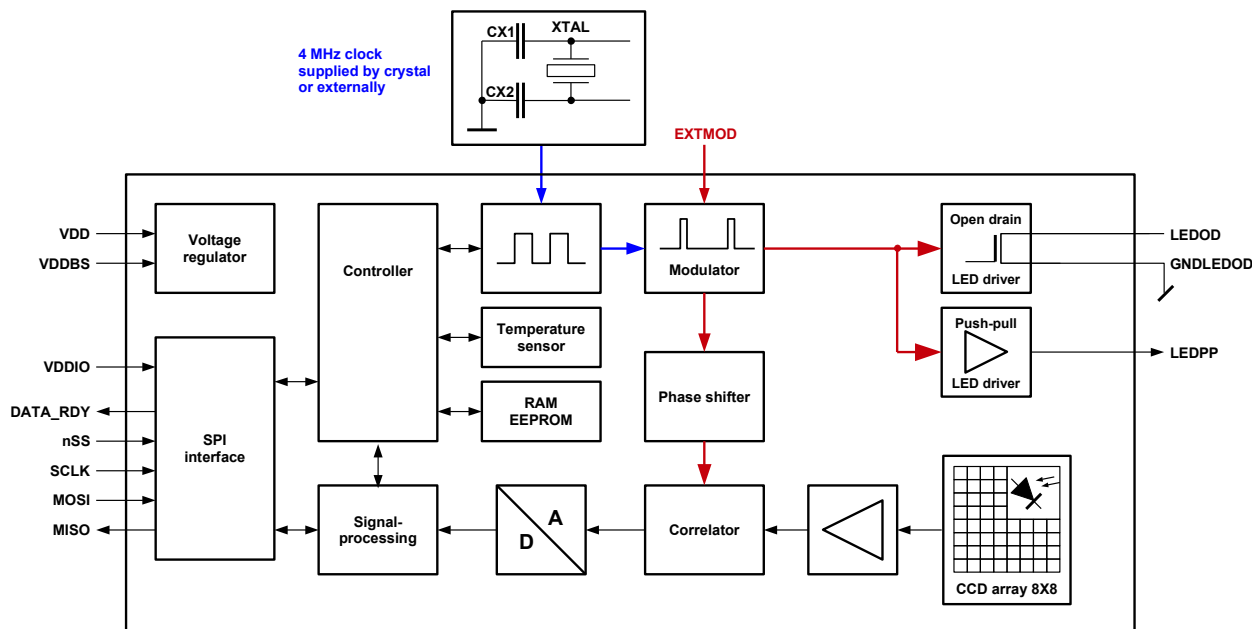 CX1
XTAL
4 MHz clock
supplied by crystal
or externally
CX2
EXTMOD
VDD
VDDBS
Voltage
regulator
Controller
Modulator
Open drain
LED driver
LEDOD
GNDLEDOD
Temperature
sensor
Push-pull
LED driver
LEDPP
VDDIO
DATA_RDY
nSS
SCLK
MOSI
MISO
SPI
interface
RAM
EEPROM
Phase shifter
Signal-
processing
A
D
Correlator
CCD array 8X8